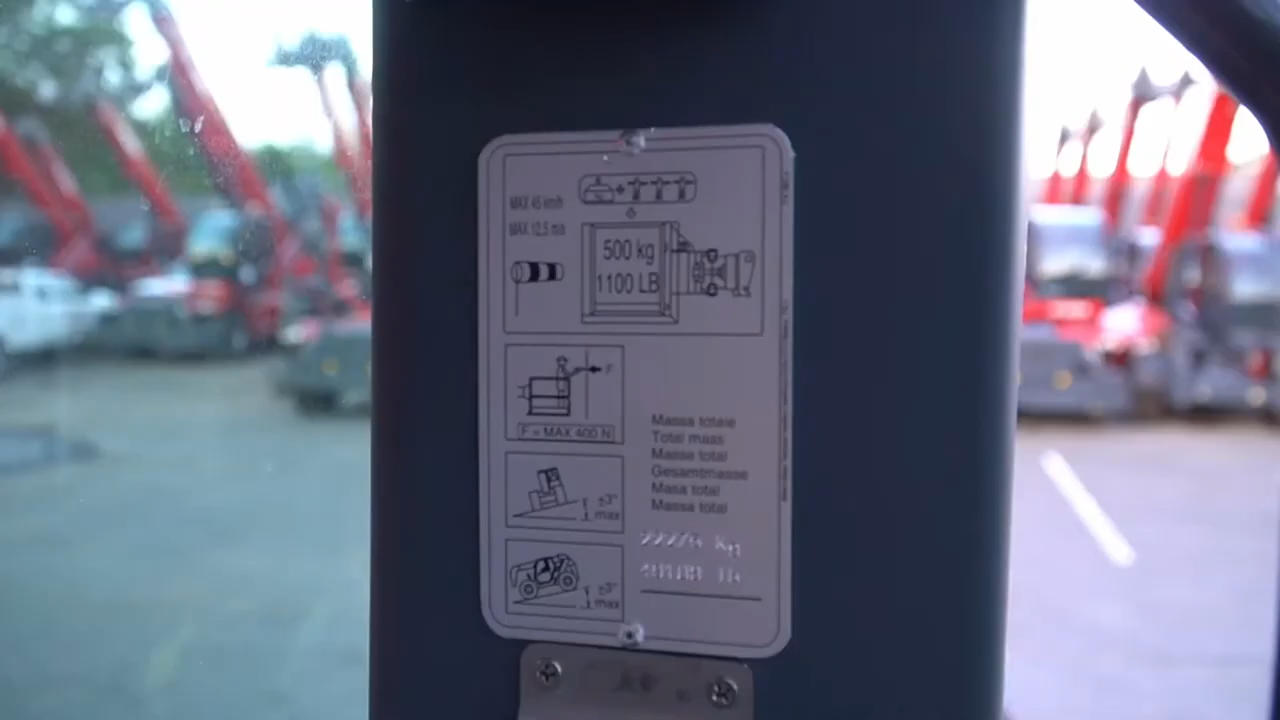 MAX 45 km/h
MAX 12,5 m/s
500 kg
1100 LB
F
F = MAX 400 N
Massa totale
Total mass
Masse total
Gesamtmasse
Masa total
Massa total
±3°
max
±3°
max